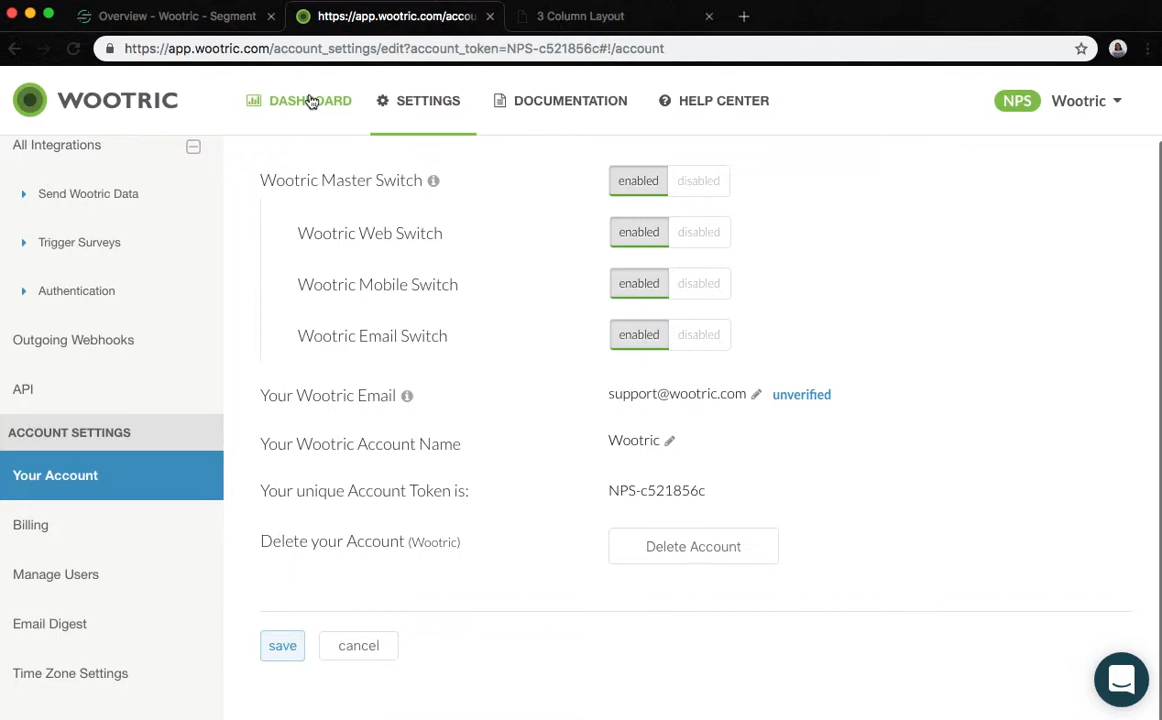 Overview - Wootric - Segment
https://app.wootric.com/accou
3 Column Layout
https://app.wootric.com/account_settings/edit?account_token=NPS-c521856c#!/account
WOOTRIC
DASHBOARD
SETTINGS
DOCUMENTATION
HELP CENTER
NPS
Wootric
All Integrations
Send Wootric Data
Trigger Surveys
Authentication
Outgoing Webhooks
API
ACCOUNT SETTINGS
Your Account
Billing
Manage Users
Email Digest
Time Zone Settings
Wootric Master Switch
enabled disabled
Wootric Web Switch
enabled disabled
Wootric Mobile Switch
enabled disabled
Wootric Email Switch
enabled disabled
Your Wootric Email
support@wootric.com unverified
Your Wootric Account Name
Wootric
Your unique Account Token is:
NPS-c521856c
Delete your Account (Wootric)
Delete Account
save
cancel